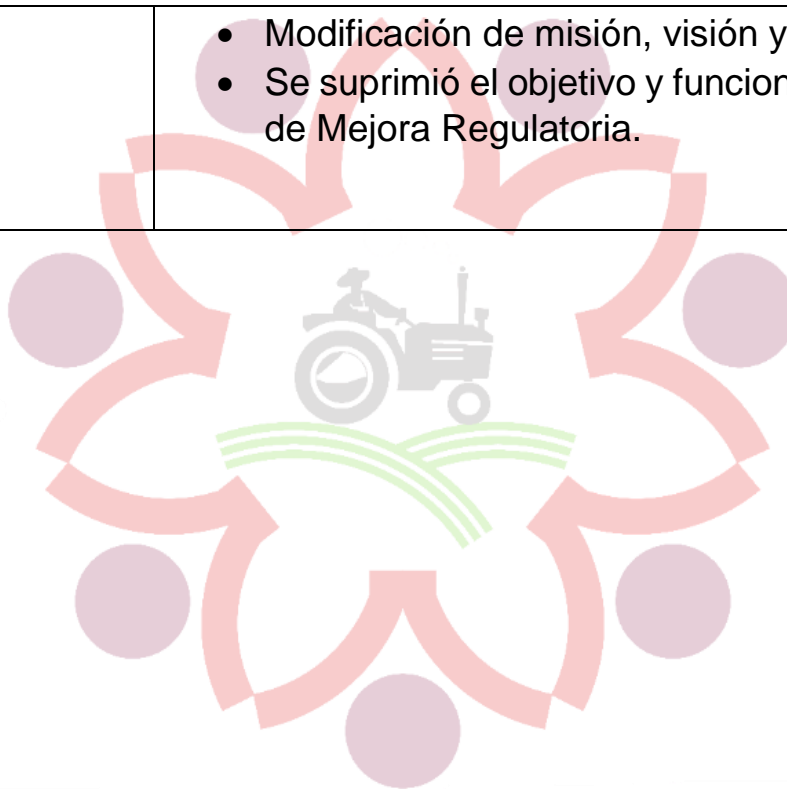 • Modificación de misión, visión y
• Se suprimió el objetivo y funcion
de Mejora Regulatoria.